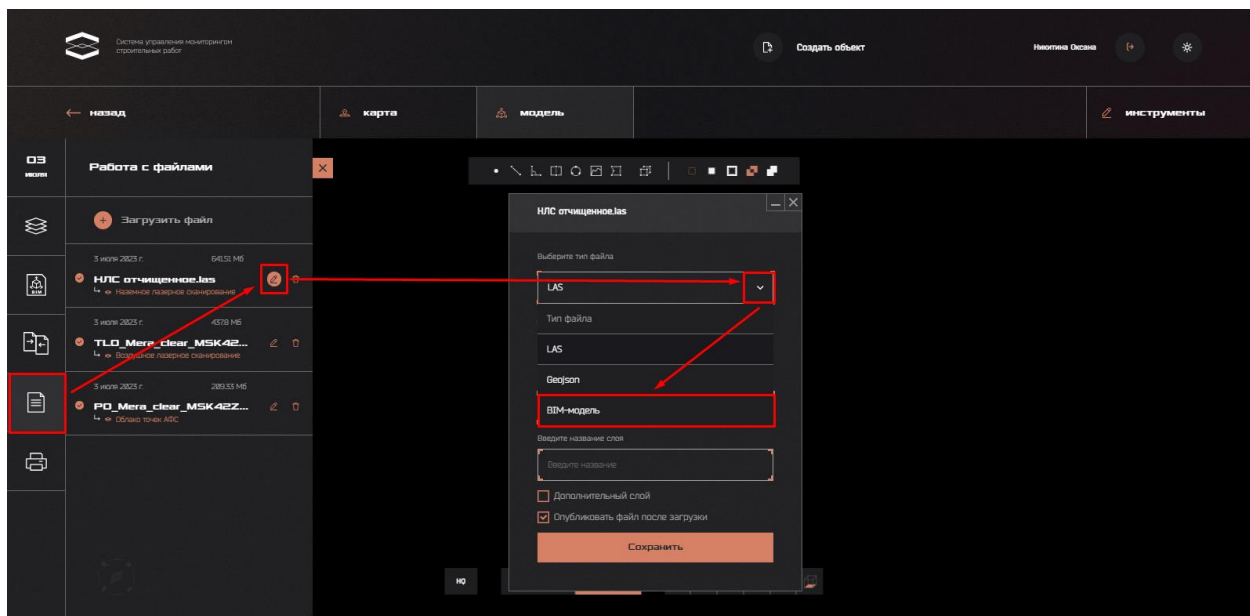 Система управления мониторингом
строительных работ
Создать объект
Никитина Оксана
назад
карта
модель
инструменты
03
июля
Работа с файлами
Загрузить файл
3 июля 2023 г. 641.51 Мб
НЛС отчищенное.las
Наземное лазерное сканирование
3 июля 2023 г. 437.8 Мб
TLO_Mera_clear_MSK42...
Воздушное лазерное сканирование
3 июля 2023 г. 289.33 Мб
PO_Mera_clear_MSK42Z...
Облако точек АФС
BIM
НЛС отчищенное.las
Выберите тип файла
LAS
Тип файла
LAS
Geojson
BIM-модель
Введите название слоя
Введите название
Дополнительный слой
Опубликовать файл после загрузки
Сохранить
HQ